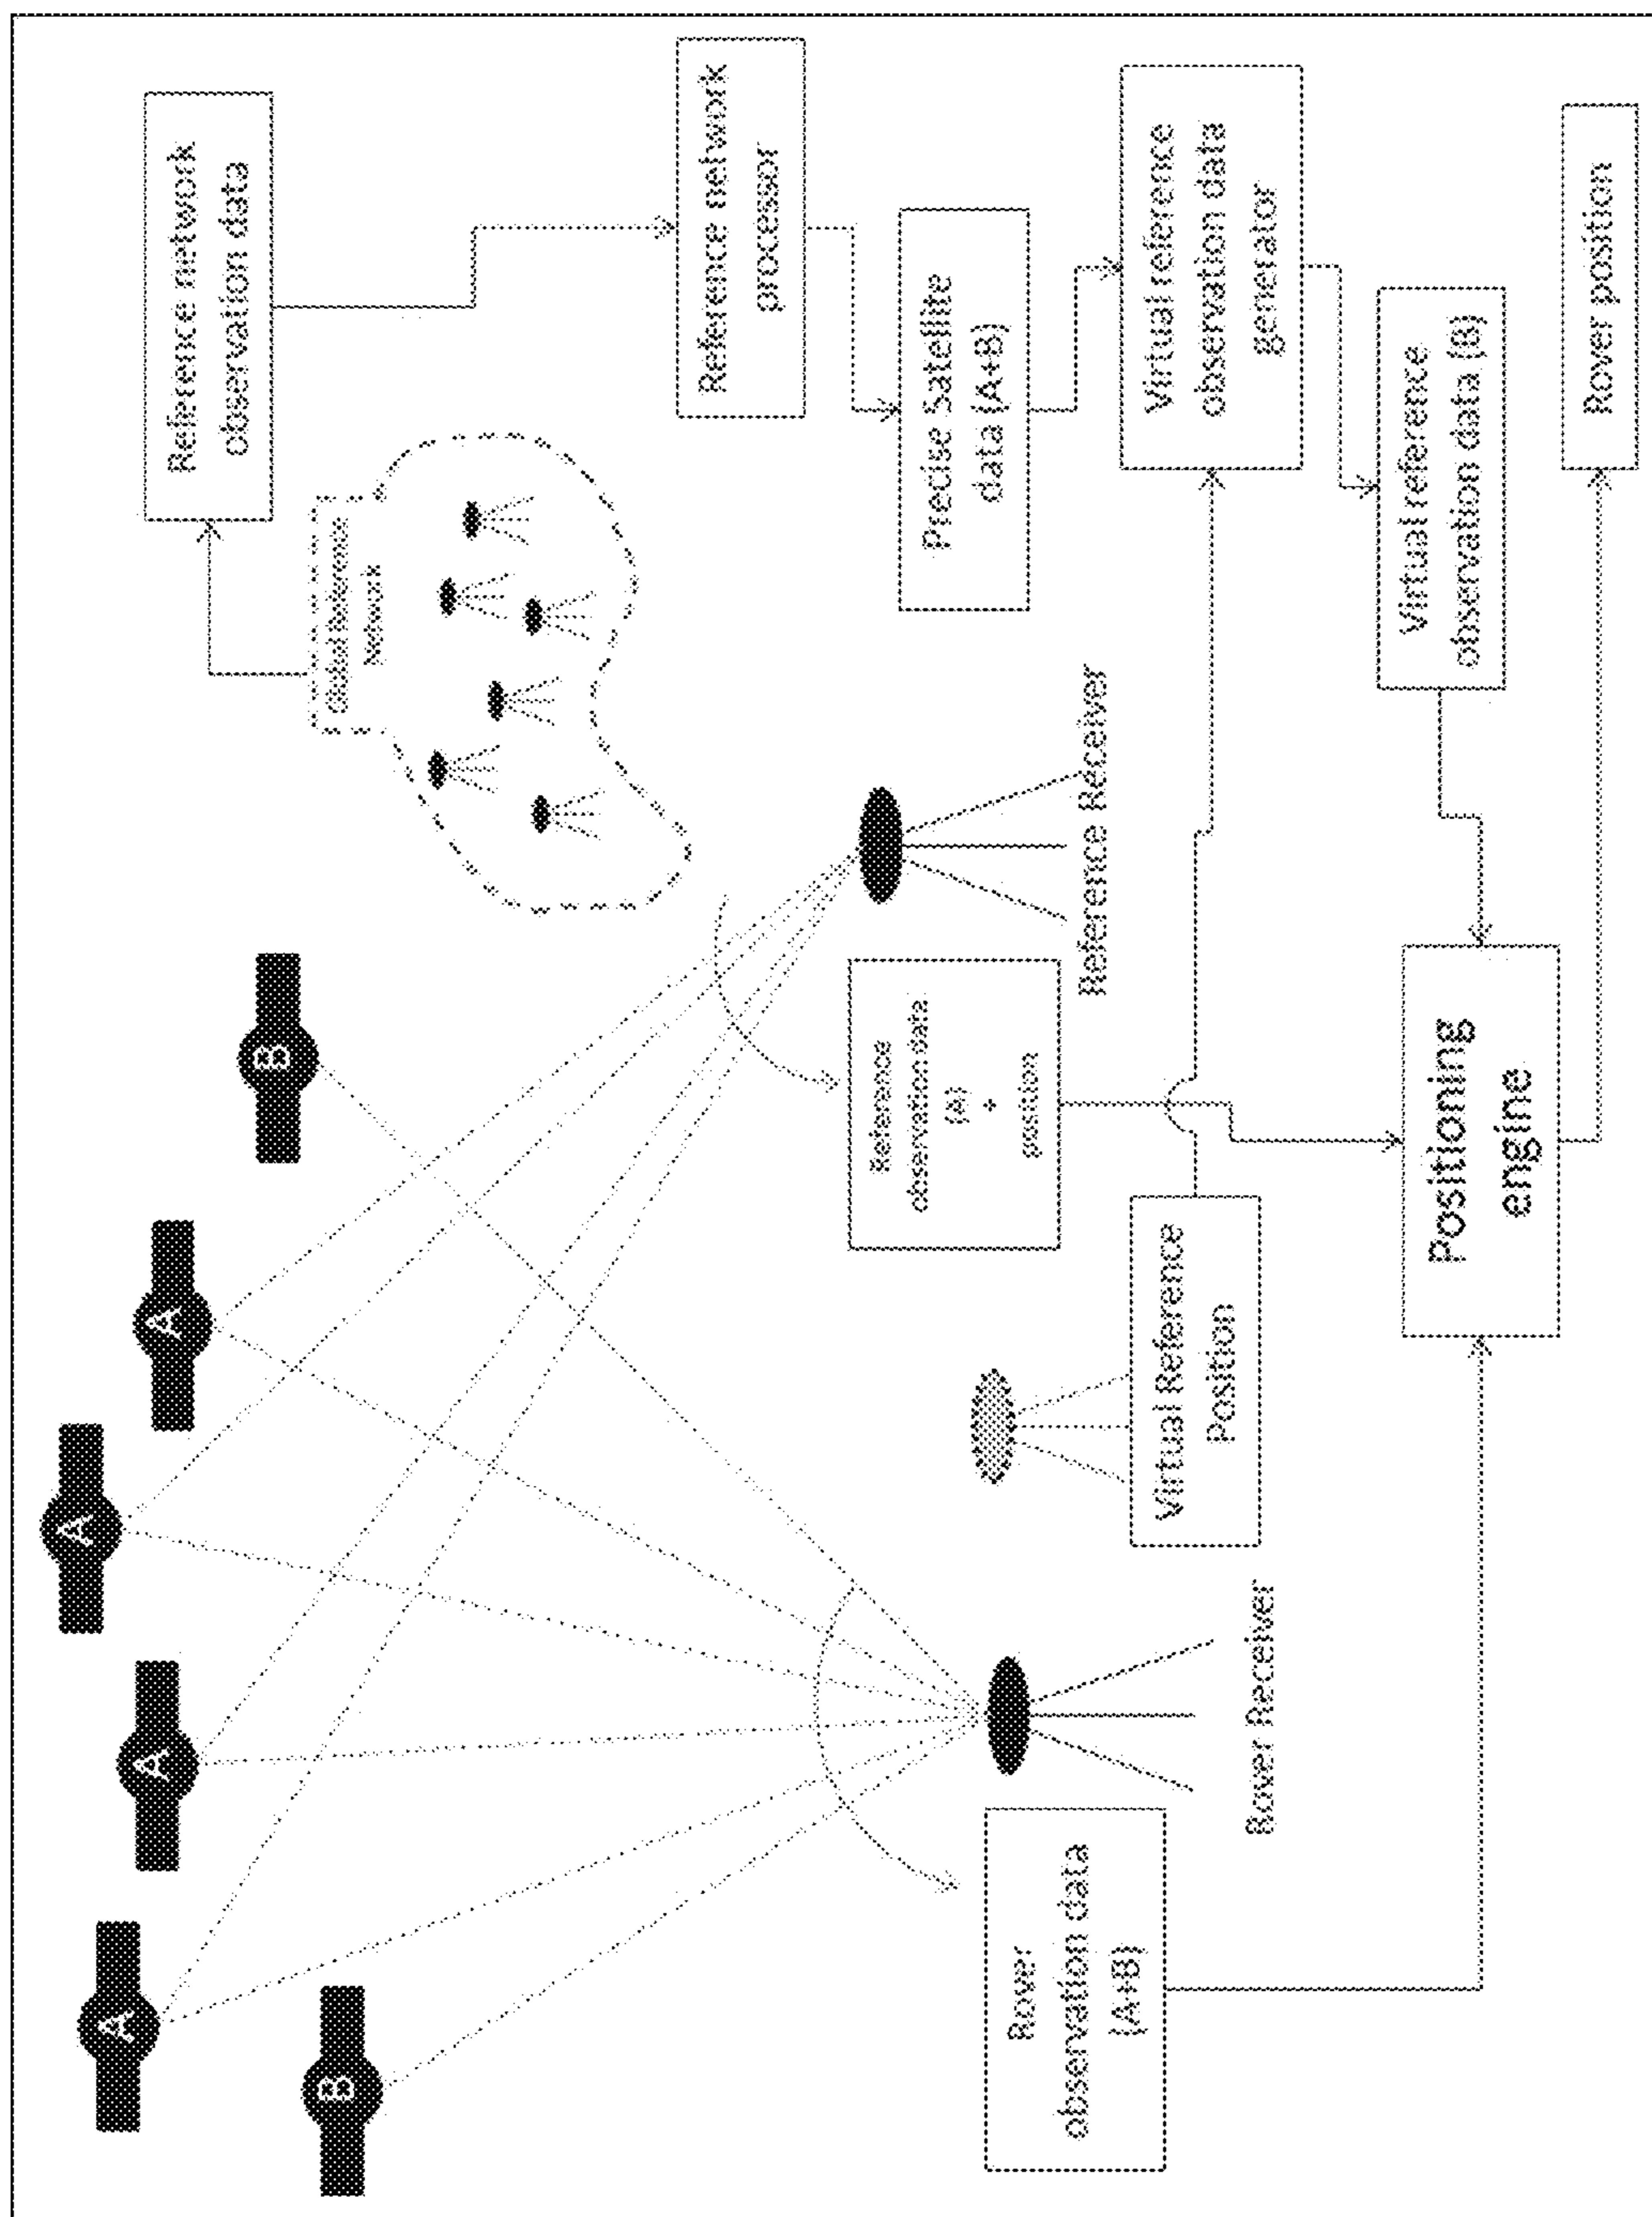 A
A
A
A
B
B
Reference network
observation data
Global Reference
Network
Reference network
processor
Reference
observation data
(A)
+
position
Precise Satellite
data (A+B)
Reference Receiver
Rover
observation data
(A+B)
Rover Receiver
Virtual Reference
Position
Virtual reference
observation data
generator
Virtual reference
observation data (B)
Positioning
engine
Rover position